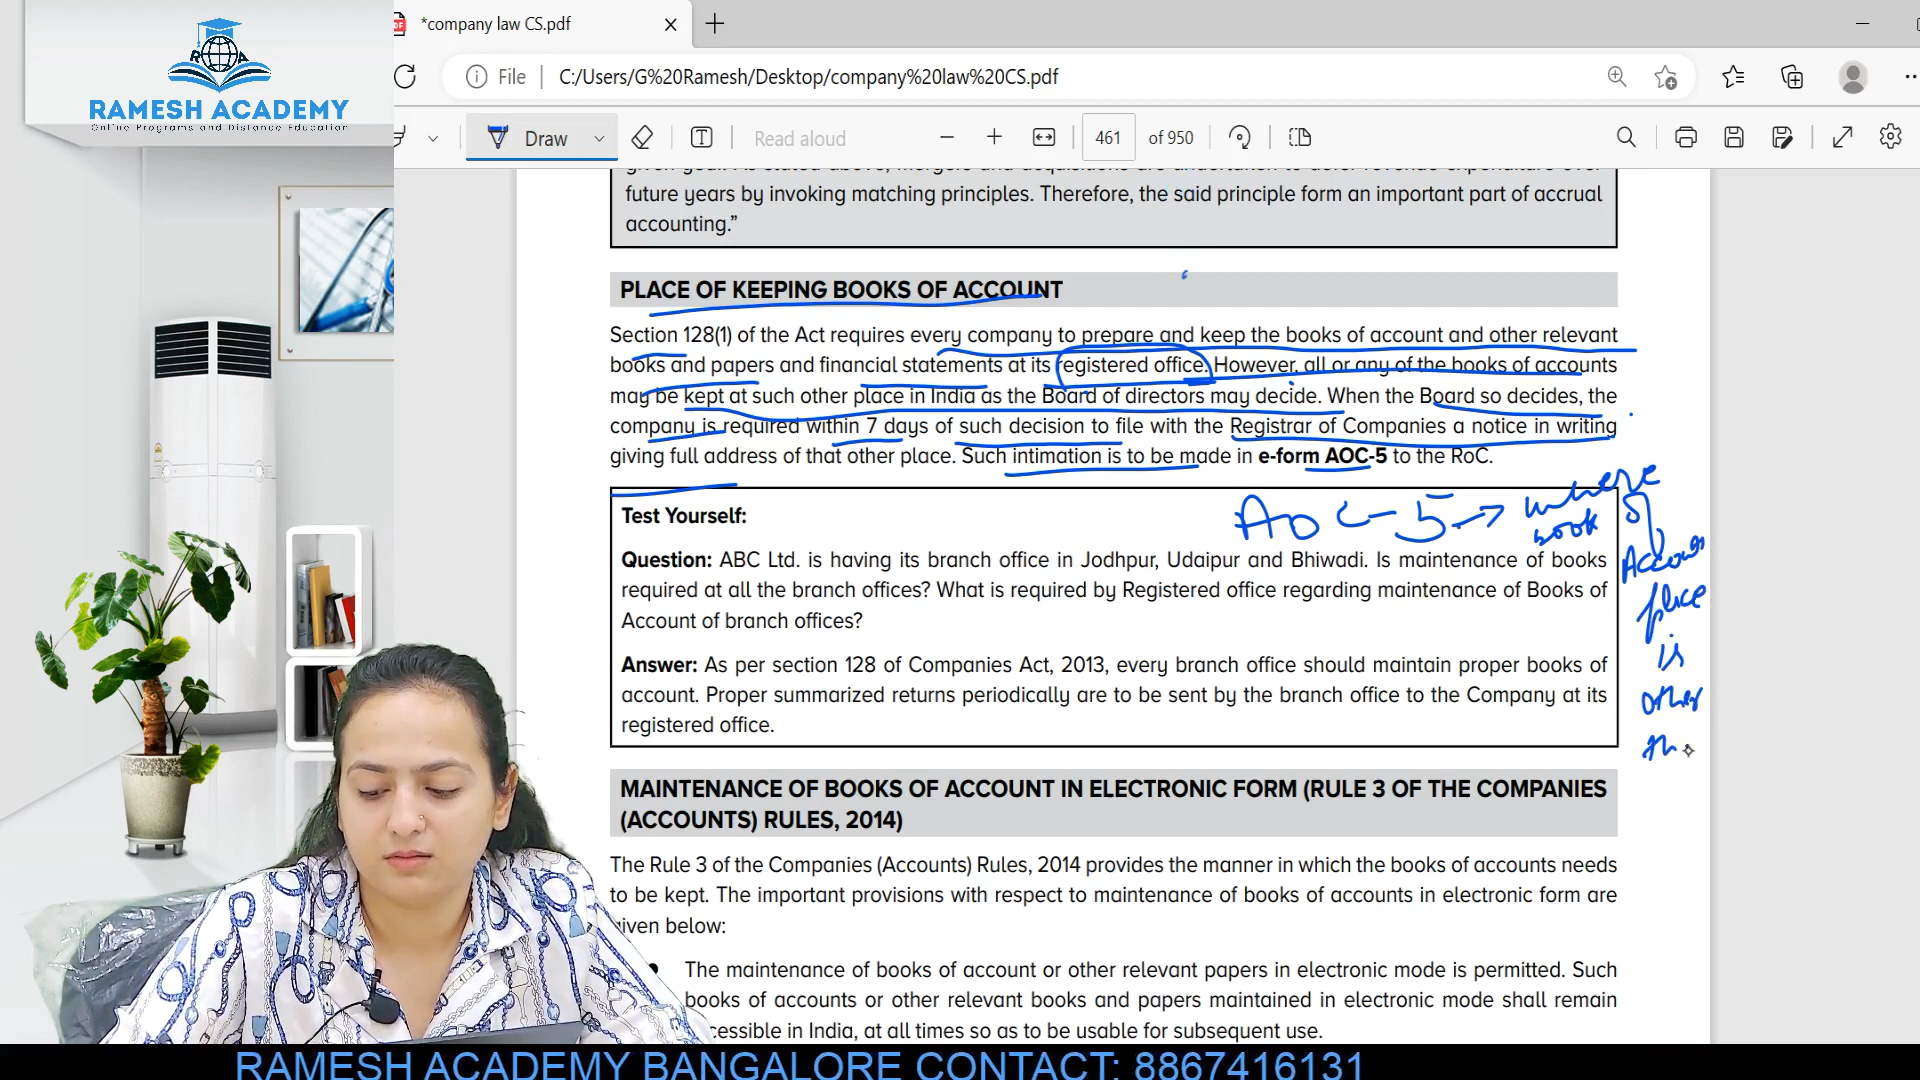 *company law CS.pdf
RA
RAMESH ACADEMY
Online Programs and Distance Education
File
C:/Users/G%20Ramesh/Desktop/company%20law%20CS.pdf
Draw
Read aloud
461
of 950
future years by invoking matching principles. Therefore, the said principle form an important part of accrual
accounting.”
PLACE OF KEEPING BOOKS OF ACCOUNT
Section 128(1) of the Act requires every company to prepare and keep the books of account and other relevant
books and papers and financial statements at its registered office. However, all or any of the books of accounts
may be kept at such other place in India as the Board of directors may decide. When the Board so decides, the
company is required within 7 days of such decision to file with the Registrar of Companies a notice in writing
giving full address of that other place. Such intimation is to be made in e-form AOC-5 to the RoC.
AOC-5 → where
book of
Accounts
place
is
other
th
Test Yourself:
Question: ABC Ltd. is having its branch office in Jodhpur, Udaipur and Bhiwadi. Is maintenance of books
required at all the branch offices? What is required by Registered office regarding maintenance of Books of
Account of branch offices?
Answer: As per section 128 of Companies Act, 2013, every branch office should maintain proper books of
account. Proper summarized returns periodically are to be sent by the branch office to the Company at its
registered office.
MAINTENANCE OF BOOKS OF ACCOUNT IN ELECTRONIC FORM (RULE 3 OF THE COMPANIES
(ACCOUNTS) RULES, 2014)
The Rule 3 of the Companies (Accounts) Rules, 2014 provides the manner in which the books of accounts needs
to be kept. The important provisions with respect to maintenance of books of accounts in electronic form are
given below:
The maintenance of books of account or other relevant papers in electronic mode is permitted. Such
books of accounts or other relevant books and papers maintained in electronic mode shall remain
cessible in India, at all times so as to be usable for subsequent use.
RAMESH ACADEMY BANGALORE CONTACT: 8867416131